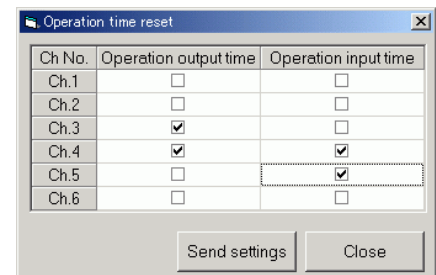 Operation time reset
Ch No. Operation output time Operation input time
Ch.1
Ch.2
Ch.3
Ch.4
Ch.5
Ch.6
Send settings Close